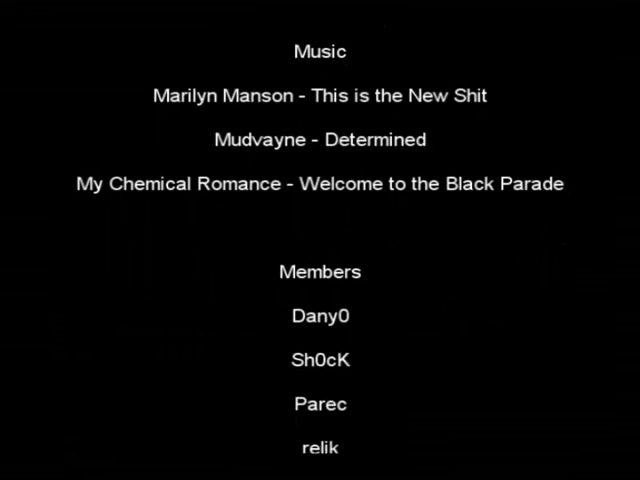 Music
Marilyn Manson - This is the New Shit
Mudvayne - Determined
My Chemical Romance - Welcome to the Black Parade
Members
Dany0
Sh0cK
Parec
relik